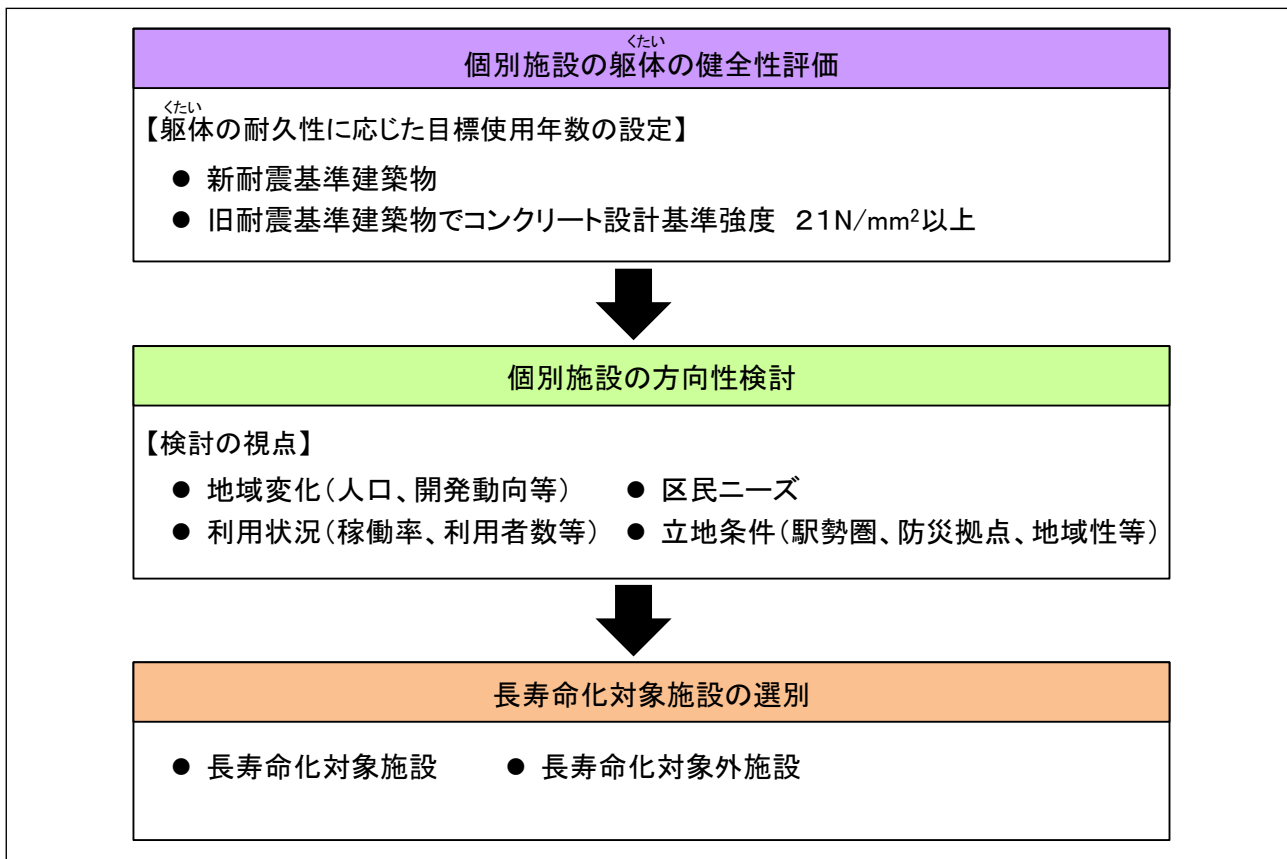 くたい
個別施設の躯体の健全性評価
くたい
【躯体の耐久性に応じた目標使用年数の設定】
● 新耐震基準建築物
● 旧耐震基準建築物でコンクリート設計基準強度 21N/mm²以上
個別施設の方向性検討
【検討の視点】
● 地域変化(人口、開発動向等) ● 区民ニーズ
● 利用状況(稼働率、利用者数等) ● 立地条件(駅勢圏、防災拠点、地域性等)
長寿命化対象施設の選別
● 長寿命化対象施設 ● 長寿命化対象外施設